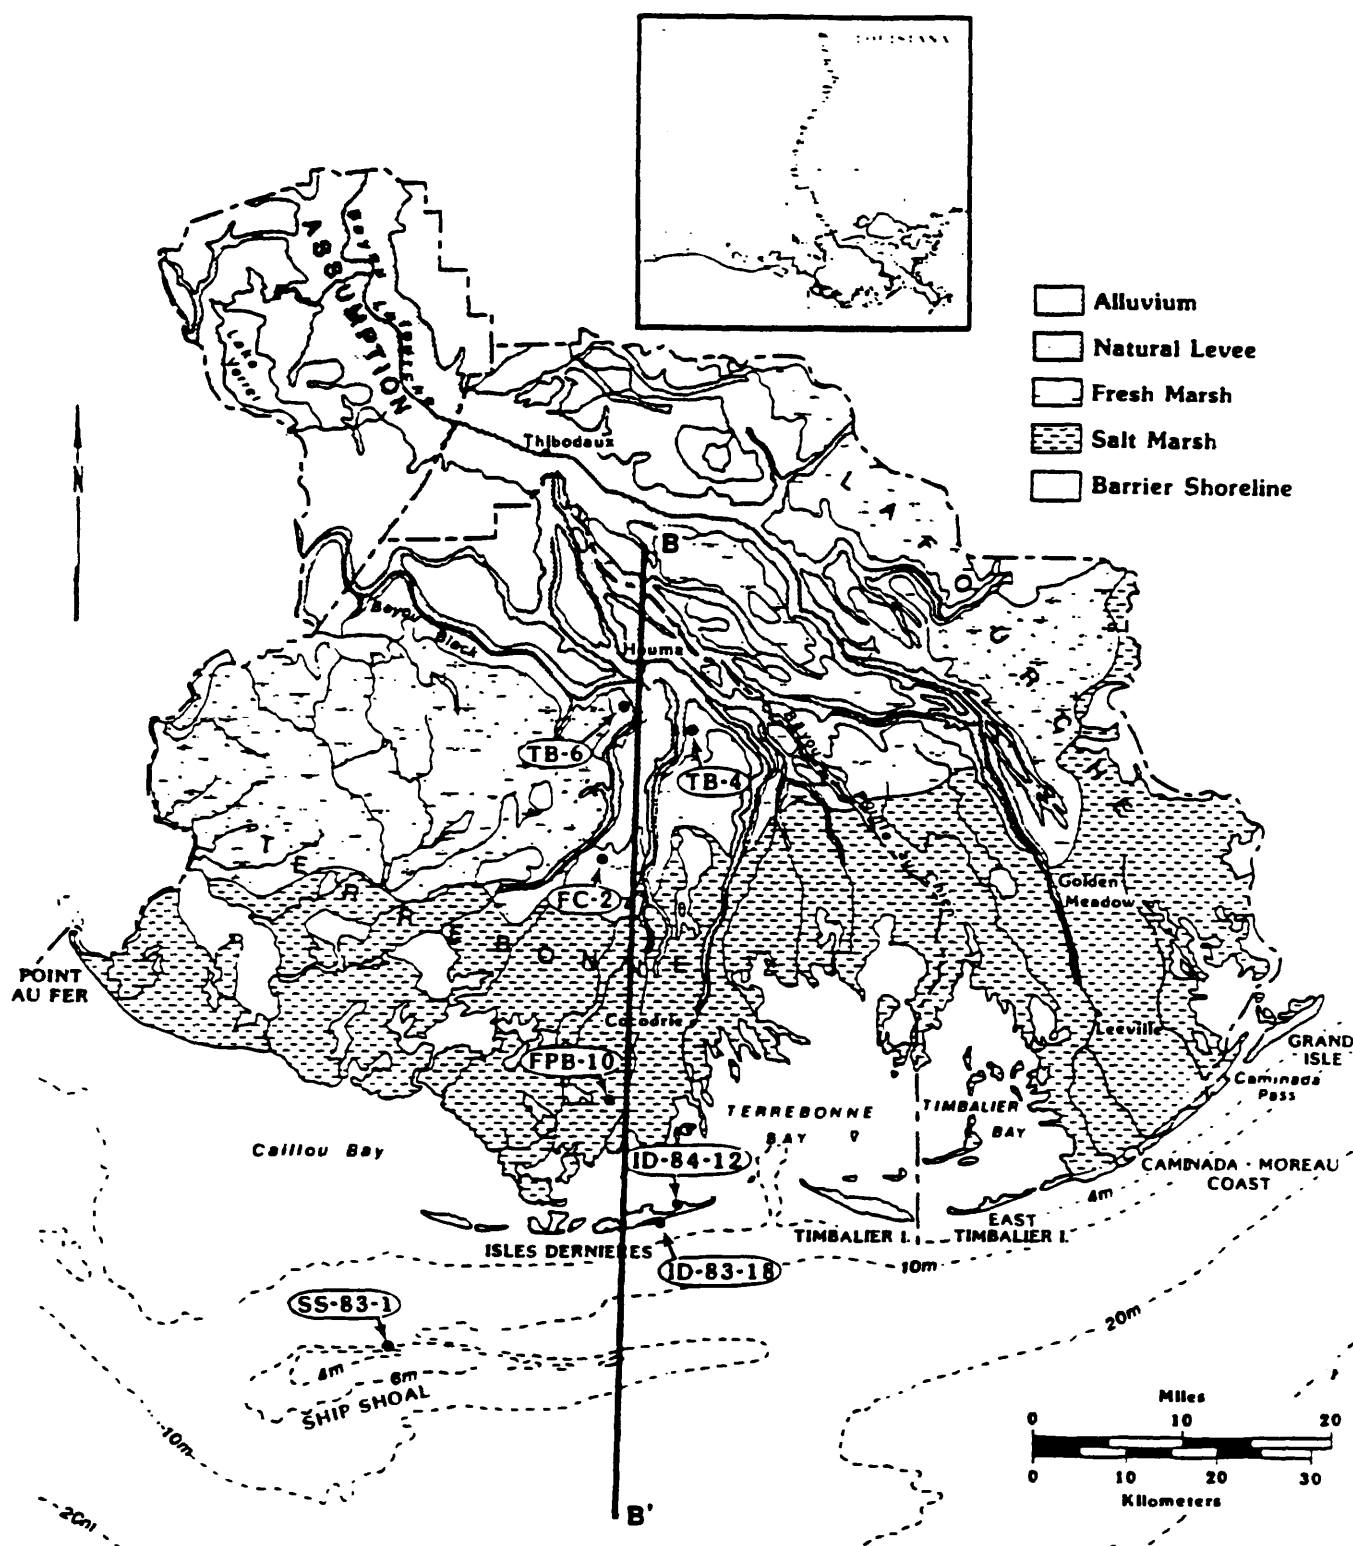 LOUISIANA
Alluvium
Natural Levee
Fresh Marsh
Salt Marsh
Barrier Shoreline
ASSUMPTION
Bayou Lafourche
Lake Verret
N
Thibodaux
LAFOURCHE
B
Bayou Black
Houma
TB-6
TB-4
Bayou
Pointe
TERREBONNE
FC-2
Golden
Meadow
POINT
AU FER
Cocodrie
Leeville
GRAND
ISLE
FPB-10
Caminada
Pass
TERREBONNE
BAY
TIMBALIER
BAY
Caillou Bay
ID-84-12
CAMINADA - MOREAU
COAST
4m
ISLES DERNIERES
TIMBALIER I.
EAST
TIMBALIER I.
10m
ID-83-18
SS-83-1
20m
4m
6m
SHIP SHOAL
10m
Miles
0 10 20
0 10 20 30
Kilometers
B'
20m